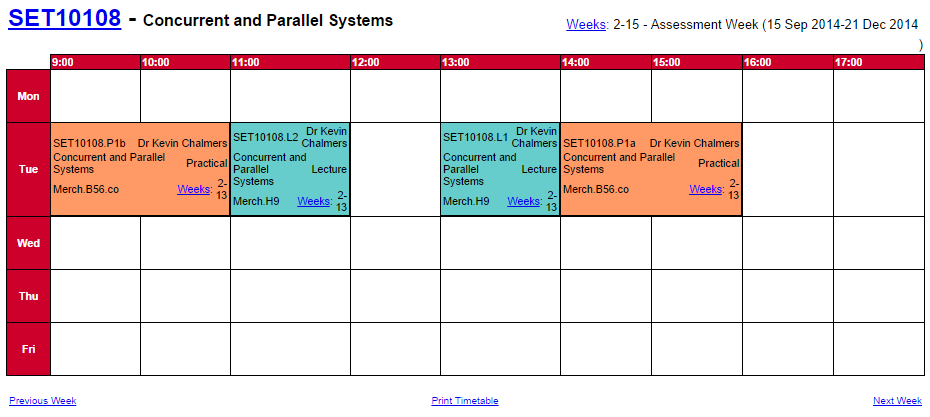 SET10108 - Concurrent and Parallel Systems
Weeks: 2-15 - Assessment Week (15 Sep 2014-21 Dec 2014
)
9:00 10:00 11:00 12:00 13:00 14:00 15:00 16:00 17:00
Mon
Tue
SET10108.P1b Dr Kevin Chalmers
Concurrent and Parallel
Systems
Practical
Merch.B56.co
Weeks: 2-
13
SET10108.L2
Dr Kevin
Chalmers
Concurrent and
Parallel
Systems
Lecture
Merch.H9
Weeks: 2-
13
SET10108.L1
Dr Kevin
Chalmers
Concurrent and
Parallel
Systems
Lecture
Merch.H9
Weeks: 2-
13
SET10108.P1a Dr Kevin Chalmers
Concurrent and Parallel
Systems
Practical
Merch.B56.co
Weeks: 2-
13
Wed
Thu
Fri
Previous Week Print Timetable Next Week